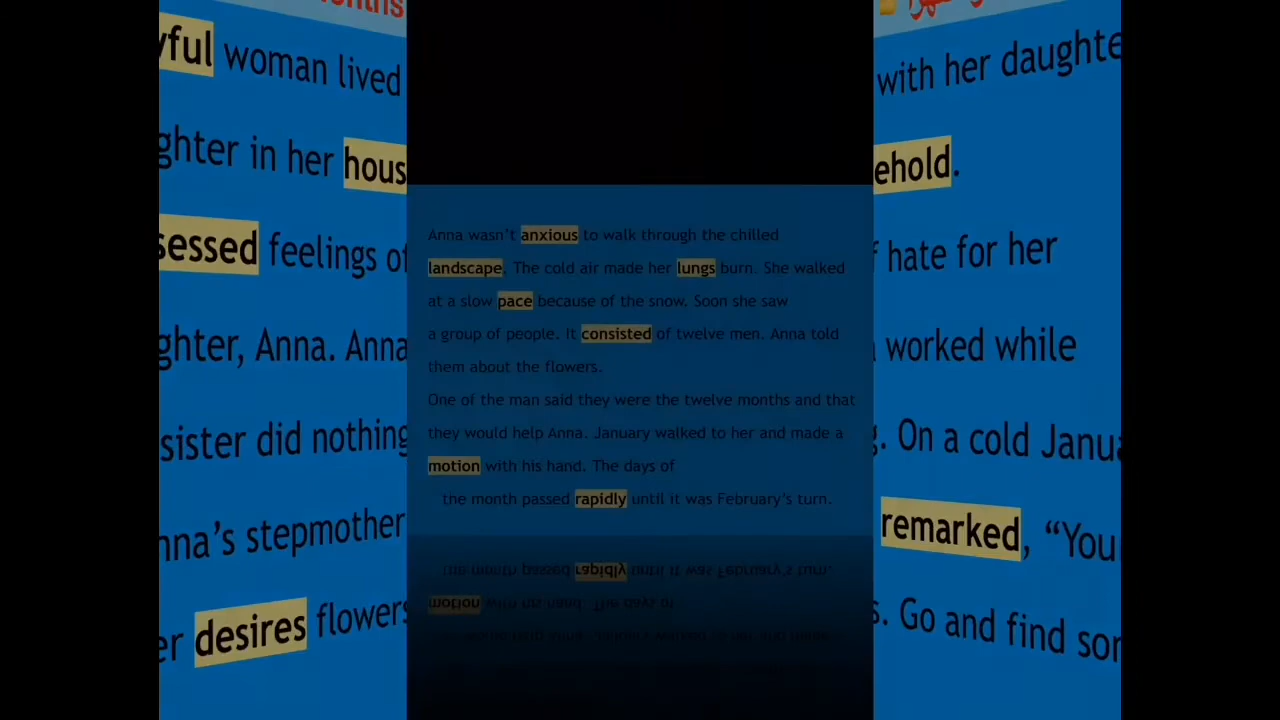 onths
yful woman lived
with her daughte
ghter in her hous
ehold.
sessed feelings of
f hate for her
ghter, Anna. Anna
worked while
sister did nothing
g. On a cold Janua
nna’s stepmother
remarked, “You
er desires flowers
s. Go and find som
Anna wasn’t anxious to walk through the chilled
landscape. The cold air made her lungs burn. She walked
at a slow pace because of the snow. Soon she saw
a group of people. It consisted of twelve men. Anna told
them about the flowers.
One of the man said they were the twelve months and that
they would help Anna. January walked to her and made a
motion with his hand. The days of
the month passed rapidly until it was February’s turn.